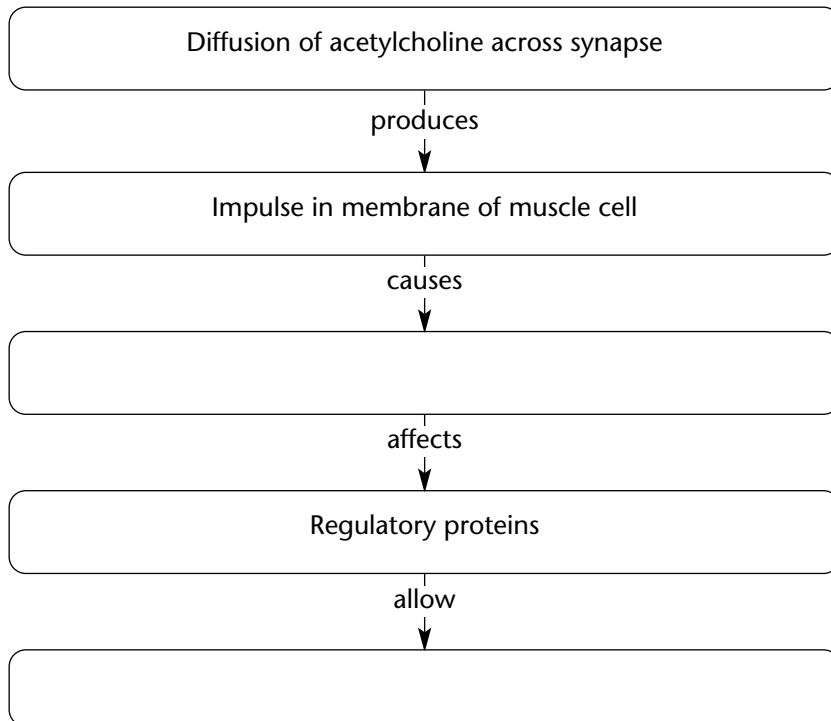 Diffusion of acetylcholine across synapse
produces
Impulse in membrane of muscle cell
causes
affects
Regulatory proteins
allow